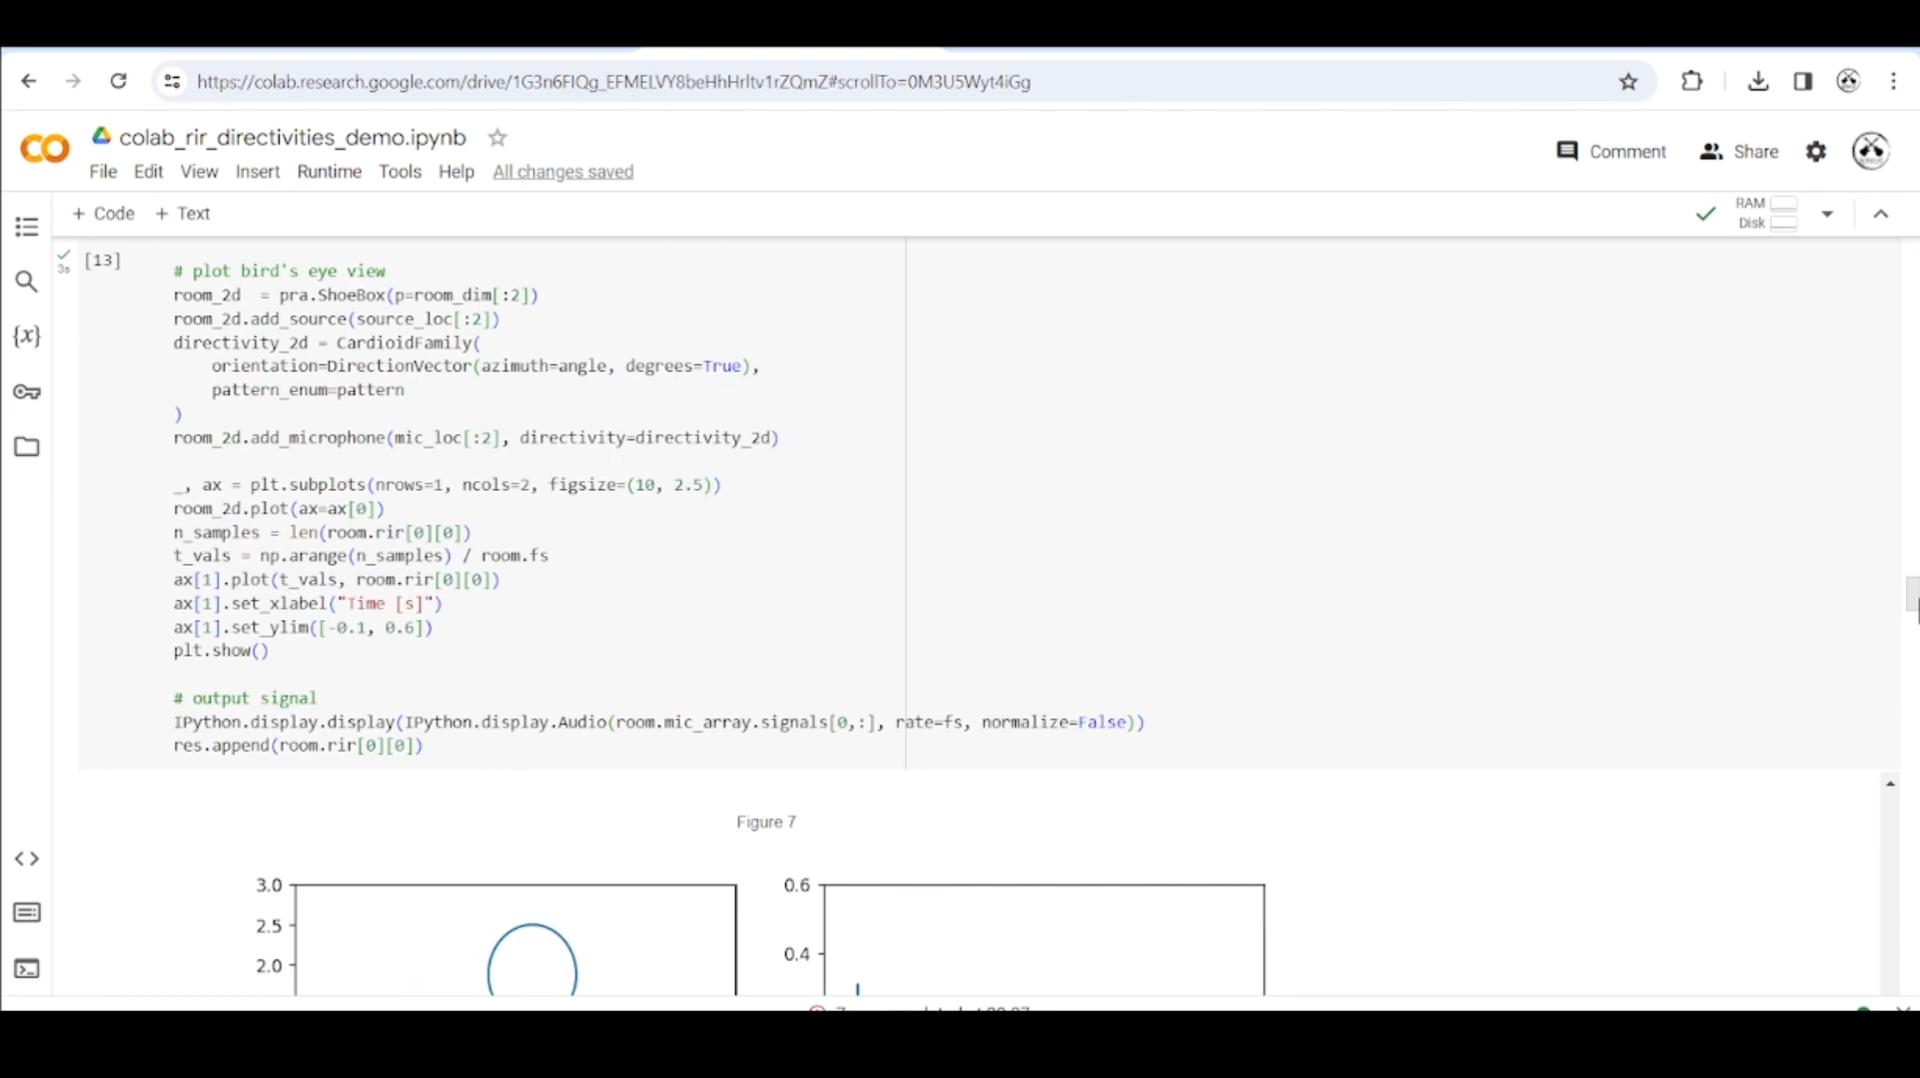 https://colab.research.google.com/drive/1G3n6FIQg_EFMELVY8beHhHrltv1rZQmZ#scrollTo=0M3U5Wyt4iGg
colab_rir_directivities_demo.ipynb
File Edit View Insert Runtime Tools Help All changes saved
Comment
Share
+ Code + Text
RAM
Disk
[13]
3s
# plot bird's eye view
room_2d  = pra.ShoeBox(p=room_dim[:2])
room_2d.add_source(source_loc[:2])
directivity_2d = CardioidFamily(
    orientation=DirectionVector(azimuth=angle, degrees=True),
    pattern_enum=pattern
)
room_2d.add_microphone(mic_loc[:2], directivity=directivity_2d)
_, ax = plt.subplots(nrows=1, ncols=2, figsize=(10, 2.5))
room_2d.plot(ax=ax[0])
n_samples = len(room.rir[0][0])
t_vals = np.arange(n_samples) / room.fs
ax[1].plot(t_vals, room.rir[0][0])
ax[1].set_xlabel("Time [s]")
ax[1].set_ylim([-0.1, 0.6])
plt.show()
# output signal
IPython.display.display(IPython.display.Audio(room.mic_array.signals[0,:], rate=fs, normalize=False))
res.append(room.rir[0][0])
Figure 7
3.0
2.5
2.0
0.6
0.4